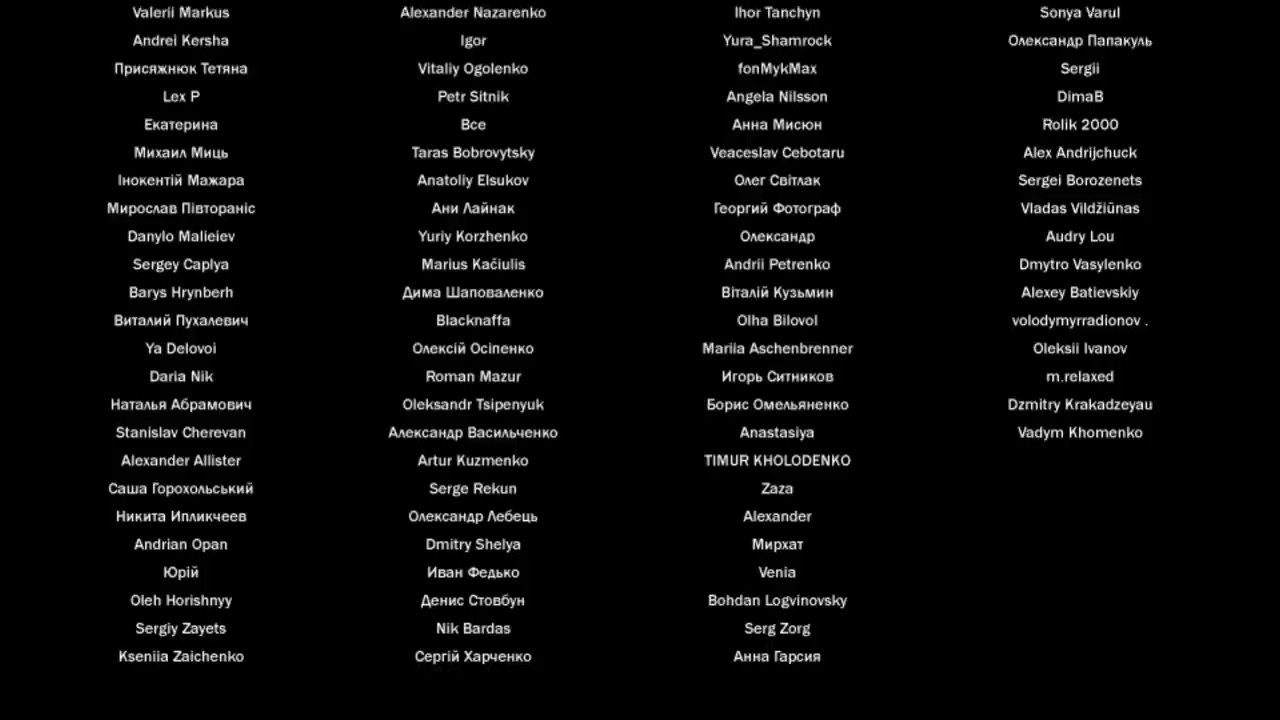 Valerii Markus
Andrei Kersha
Присяжнюк Тетяна
Lex P
Екатерина
Михаил Миць
Інокентій Мажара
Мирослав Півтораніс
Danylo Malieiev
Sergey Caplya
Barys Hrynberh
Виталий Пухалевич
Ya Delovoi
Daria Nik
Наталья Абрамович
Stanislav Cherevan
Alexander Allister
Саша Горохольський
Никита Ипликчеев
Andrian Opan
Юрій
Oleh Horishnyy
Sergiy Zayets
Kseniia Zaichenko
Alexander Nazarenko
Igor
Vitaliy Ogolenko
Petr Sitnik
Все
Taras Bobrovytsky
Anatoliy Elsukov
Ани Лайнак
Yuriy Korzhenko
Marius Kačiulis
Дима Шаповаленко
Blacknaffa
Олексій Осіпенко
Roman Mazur
Oleksandr Tsipenyuk
Александр Васильченко
Artur Kuzmenko
Serge Rekun
Олександр Лебець
Dmitry Shelya
Иван Федько
Денис Стовбун
Nik Bardas
Сергій Харченко
Ihor Tanchyn
Yura_Shamrock
fonMykMax
Angela Nilsson
Анна Мисюн
Veaceslav Cebotaru
Олег Світлак
Георгий Фотограф
Олександр
Andrii Petrenko
Віталій Кузьмин
Olha Bilovol
Mariia Aschenbrenner
Игорь Ситников
Борис Омельяненко
Anastasiya
TIMUR KHOLODENKO
Zaza
Alexander
Мирхат
Venia
Bohdan Logvinovsky
Serg Zorg
Анна Гарсия
Sonya Varul
Олександр Папакуль
Sergii
DimaB
Rolik 2000
Alex Andrijchuck
Sergei Borozenets
Vladas Vildžiūnas
Audry Lou
Dmytro Vasylenko
Alexey Batievskiy
volodymyrradionov .
Oleksii Ivanov
m.relaxed
Dzmitry Krakadzeyau
Vadym Khomenko